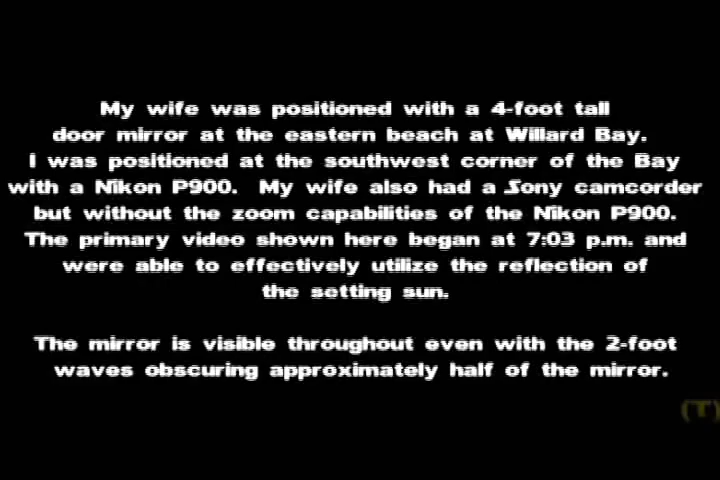 My wife was positioned with a 4-foot tall
door mirror at the eastern beach at Willard Bay.
I was positioned at the southwest corner of the Bay
with a Nikon P900. My wife also had a Sony camcorder
but without the zoom capabilities of the Nikon P900.
The primary video shown here began at 7:03 p.m. and
were able to effectively utilize the reflection of
the setting sun.
The mirror is visible throughout even with the 2-foot
waves obscuring approximately half of the mirror.
(T)